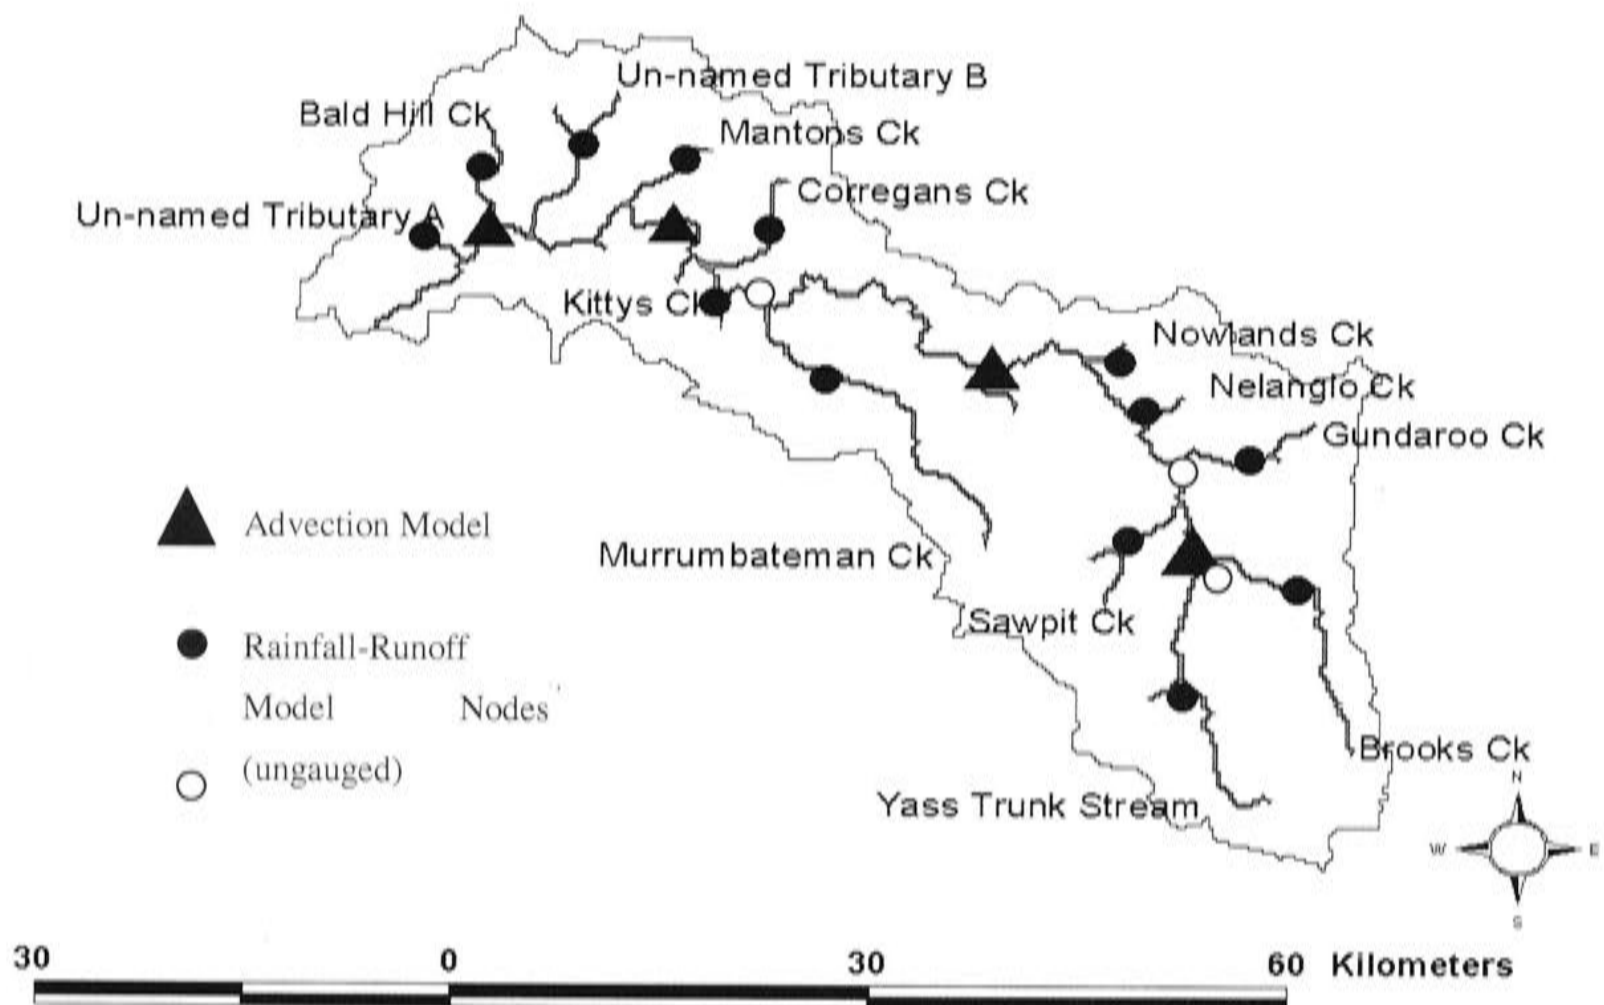 Un-named Tributary B
Bald Hill Ck
Mantons Ck
Corregans Ck
Un-named Tributary A
Kittys Ck
Nowlands Ck
Nelanglo Ck
Gundaroo Ck
Advection Model
Murrumbateman Ck
Sawpit Ck
Rainfall-Runoff
Model Nodes
(ungauged)
Brooks Ck
Yass Trunk Stream
N
W E
S
30 0 30 60 Kilometers